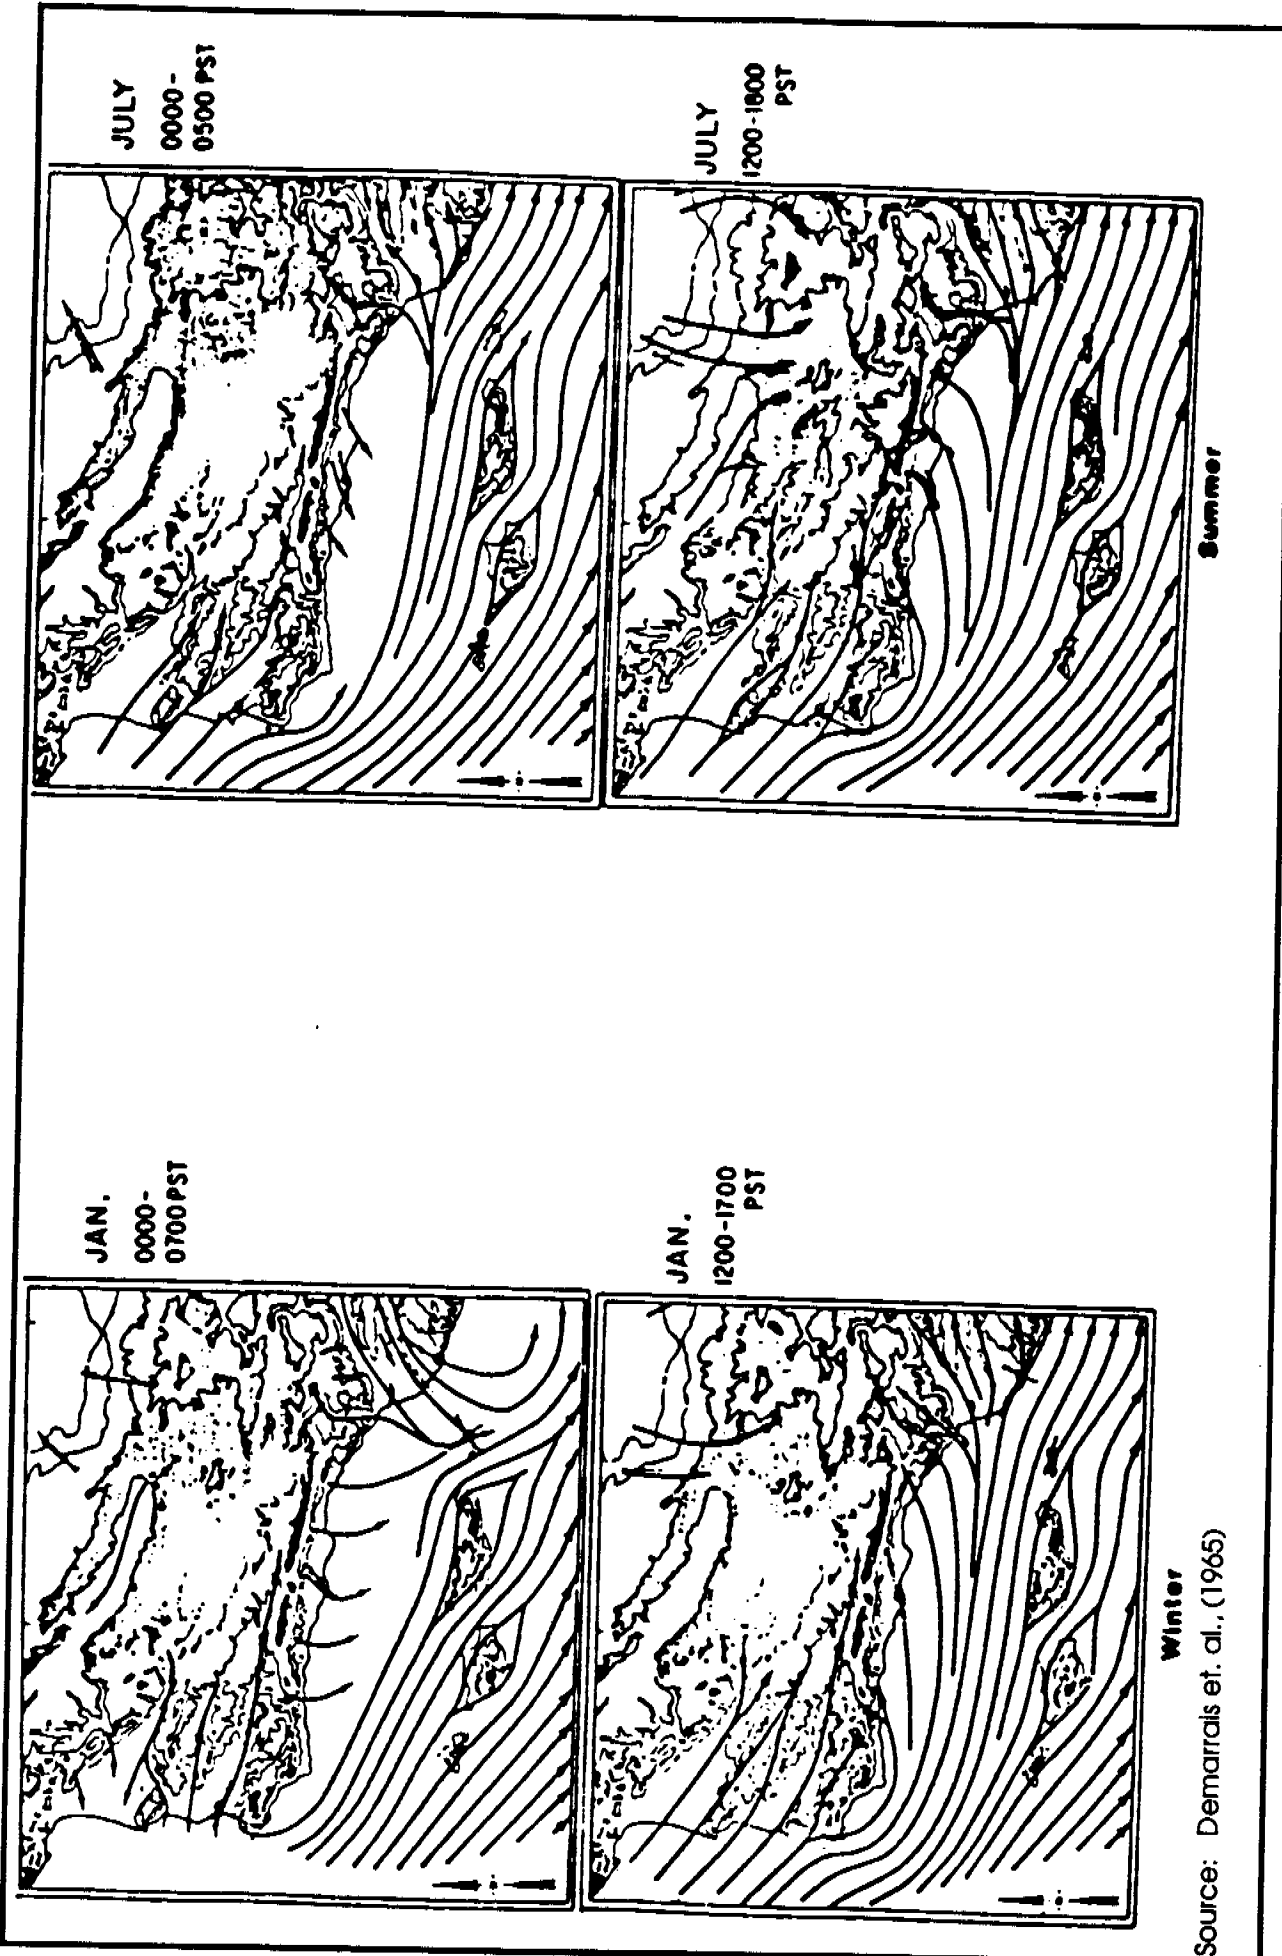 JAN.
0000-
0700 PST
JULY
0000-
0500 PST
JAN.
1200-1700
PST
JULY
1200-1800
PST
Winter
Summer
Source: Demarrais et. al., (1965)